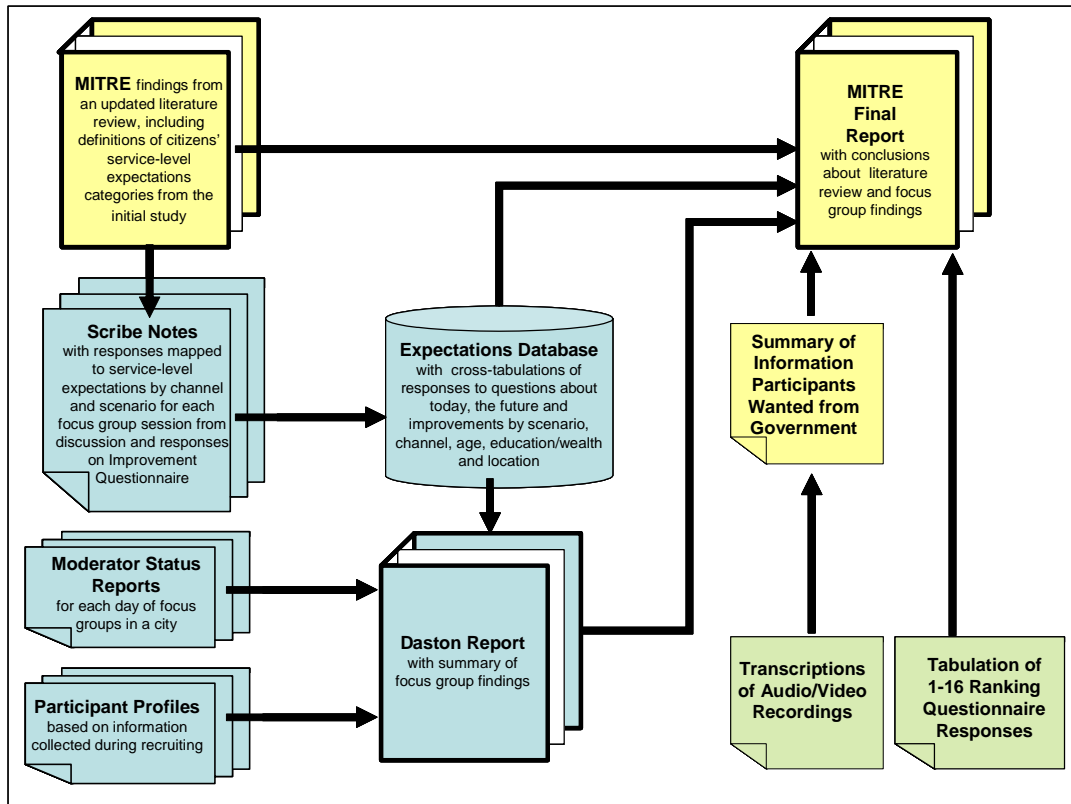 MITRE findings from
an updated literature
review, including
definitions of citizens'
service-level
expectations
categories from the
initial study
MITRE
Final
Report
with conclusions
about literature
review and focus
group findings
Scribe Notes
with responses mapped
to service-level
expectations by channel
and scenario for each
focus group session from
discussion and responses
on Improvement
Questionnaire
Expectations Database
with cross-tabulations of
responses to questions about
today, the future and
improvements by scenario,
channel, age, education/wealth
and location
Summary of
Information
Participants
Wanted from
Government
Moderator Status
Reports
for each day of focus
groups in a city
Daston Report
with summary of
focus group findings
Participant Profiles
based on information
collected during recruiting
Transcriptions
of Audio/Video
Recordings
Tabulation of
1-16 Ranking
Questionnaire
Responses